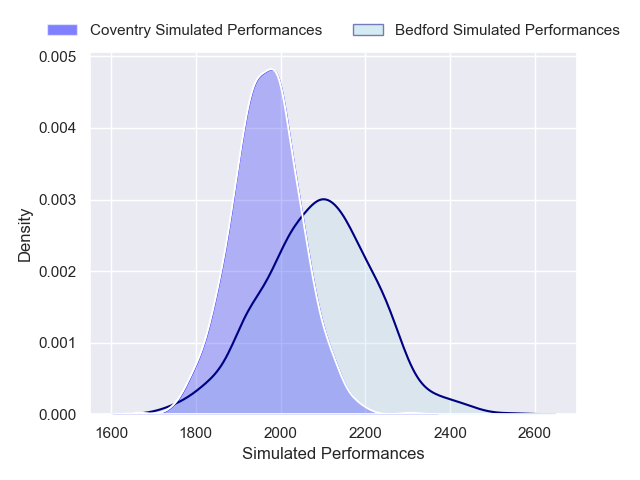 Coventry Simulated Performances Bedford Simulated Performances
0.005
0.004
0.003
0.002
0.001
0.000
Density
1600 1800 2000 2200 2400 2600
Simulated Performances